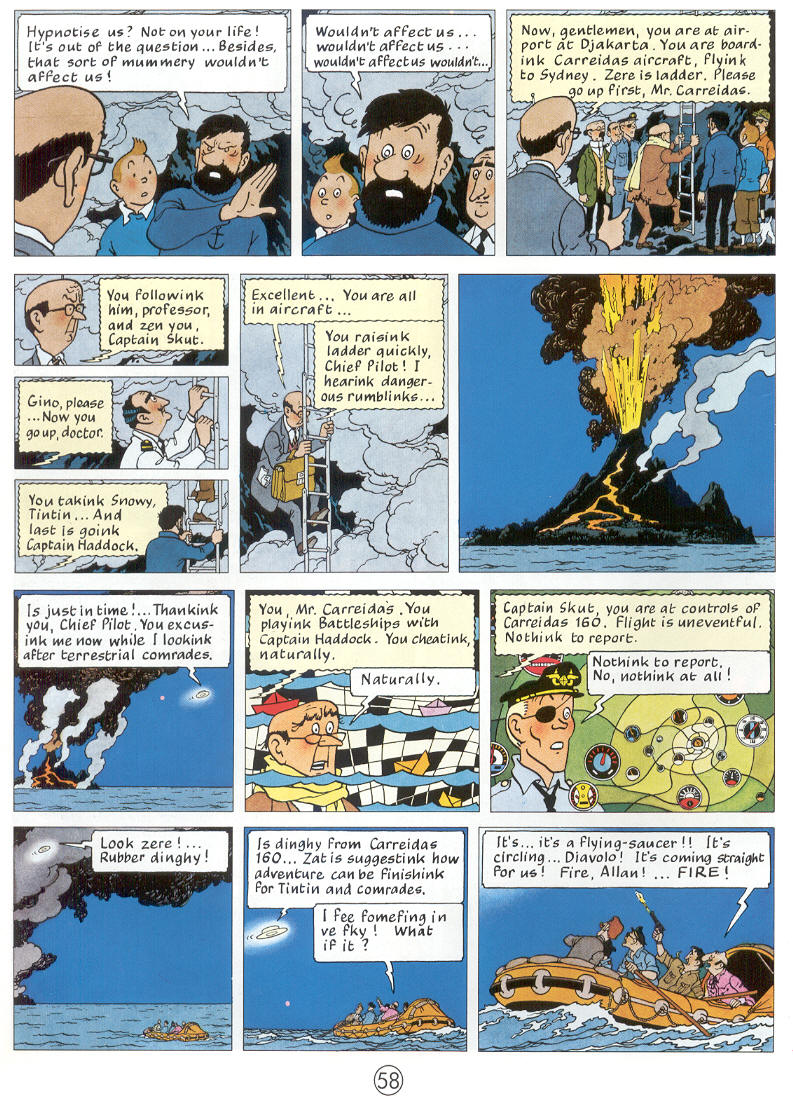 Hypnotise us? Not on your life!
It's out of the question... Besides,
that sort of mummery wouldn't
affect us!
Wouldn't affect us...
wouldn't affect us...
wouldn't affect us wouldn't...
Now, gentlemen, you are at air-
port at Djakarta. You are board-
ink Carreidas aircraft, flyink
to Sydney. Zere is ladder. Please
go up first, Mr. Carreidas.
You followink
him, professor,
and zen you,
Captain Skut.
Gino, please
...Now you
go up, doctor.
You takink Snowy,
Tintin... And
last is goink
Captain Haddock.
Excellent... You are all
in aircraft...
You raisink
ladder quickly,
Chief Pilot! I
hearink danger-
ous rumblinks...
Is just in time!... Thankink
you, Chief Pilot. You excus-
ink me now while I lookink
after terrestrial comrades.
You, Mr. Carreidas. You
playink Battleships with
Captain Haddock. You cheatink,
naturally.
Naturally.
Captain Skut, you are at controls of
Carreidas 160. Flight is uneventful.
Nothink to report.
Nothink to report.
No, nothink at all!
Look zere!...
Rubber dinghy!
Is dinghy from Carreidas
160... Zat is suggestink how
adventure can be finishink
for Tintin and comrades.
I fee fomefing in
ve fky! What
if it?
It's... it's a flying-saucer!! It's
circling... Diavolo! It's coming straight
for us! Fire, Allan! ... FIRE!
58